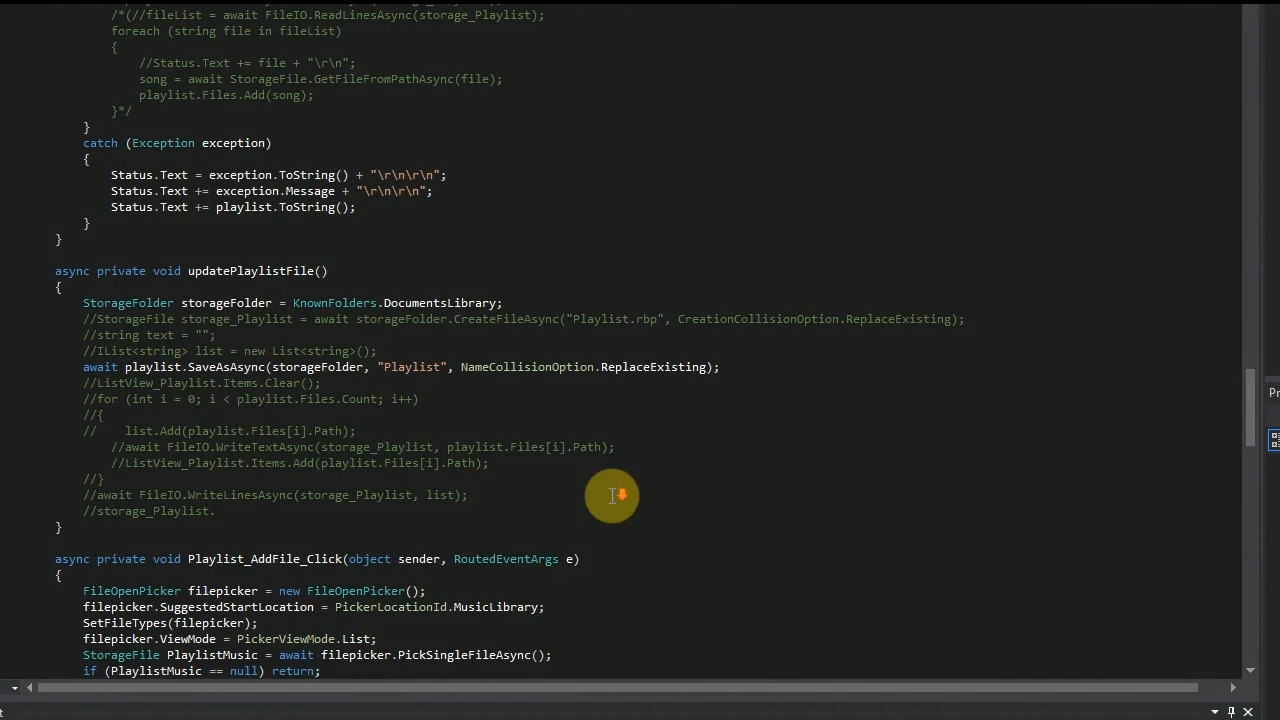 /*(//fileList = await FileIO.ReadLinesAsync(storage_Playlist);
foreach (string file in fileList)
{
//Status.Text += file + "\r\n";
song = await StorageFile.GetFileFromPathAsync(file);
playlist.Files.Add(song);
}*/
}
catch (Exception exception)
{
Status.Text = exception.ToString() + "\r\n\r\n";
Status.Text += exception.Message + "\r\n\r\n";
Status.Text += playlist.ToString();
}
}
async private void updatePlaylistFile()
{
StorageFolder storageFolder = KnownFolders.DocumentsLibrary;
//StorageFile storage_Playlist = await storageFolder.CreateFileAsync("Playlist.rbp", CreationCollisionOption.ReplaceExisting);
//string text = "";
//IList<string> list = new List<string>();
await playlist.SaveAsAsync(storageFolder, "Playlist", NameCollisionOption.ReplaceExisting);
//ListView_Playlist.Items.Clear();
//for (int i = 0; i < playlist.Files.Count; i++)
//{
//    list.Add(playlist.Files[i].Path);
//await FileIO.WriteTextAsync(storage_Playlist, playlist.Files[i].Path);
//ListView_Playlist.Items.Add(playlist.Files[i].Path);
//}
//await FileIO.WriteLinesAsync(storage_Playlist, list);
//storage_Playlist.
}
async private void Playlist_AddFile_Click(object sender, RoutedEventArgs e)
{
FileOpenPicker filepicker = new FileOpenPicker();
filepicker.SuggestedStartLocation = PickerLocationId.MusicLibrary;
SetFileTypes(filepicker);
filepicker.ViewMode = PickerViewMode.List;
StorageFile PlaylistMusic = await filepicker.PickSingleFileAsync();
if (PlaylistMusic == null) return;